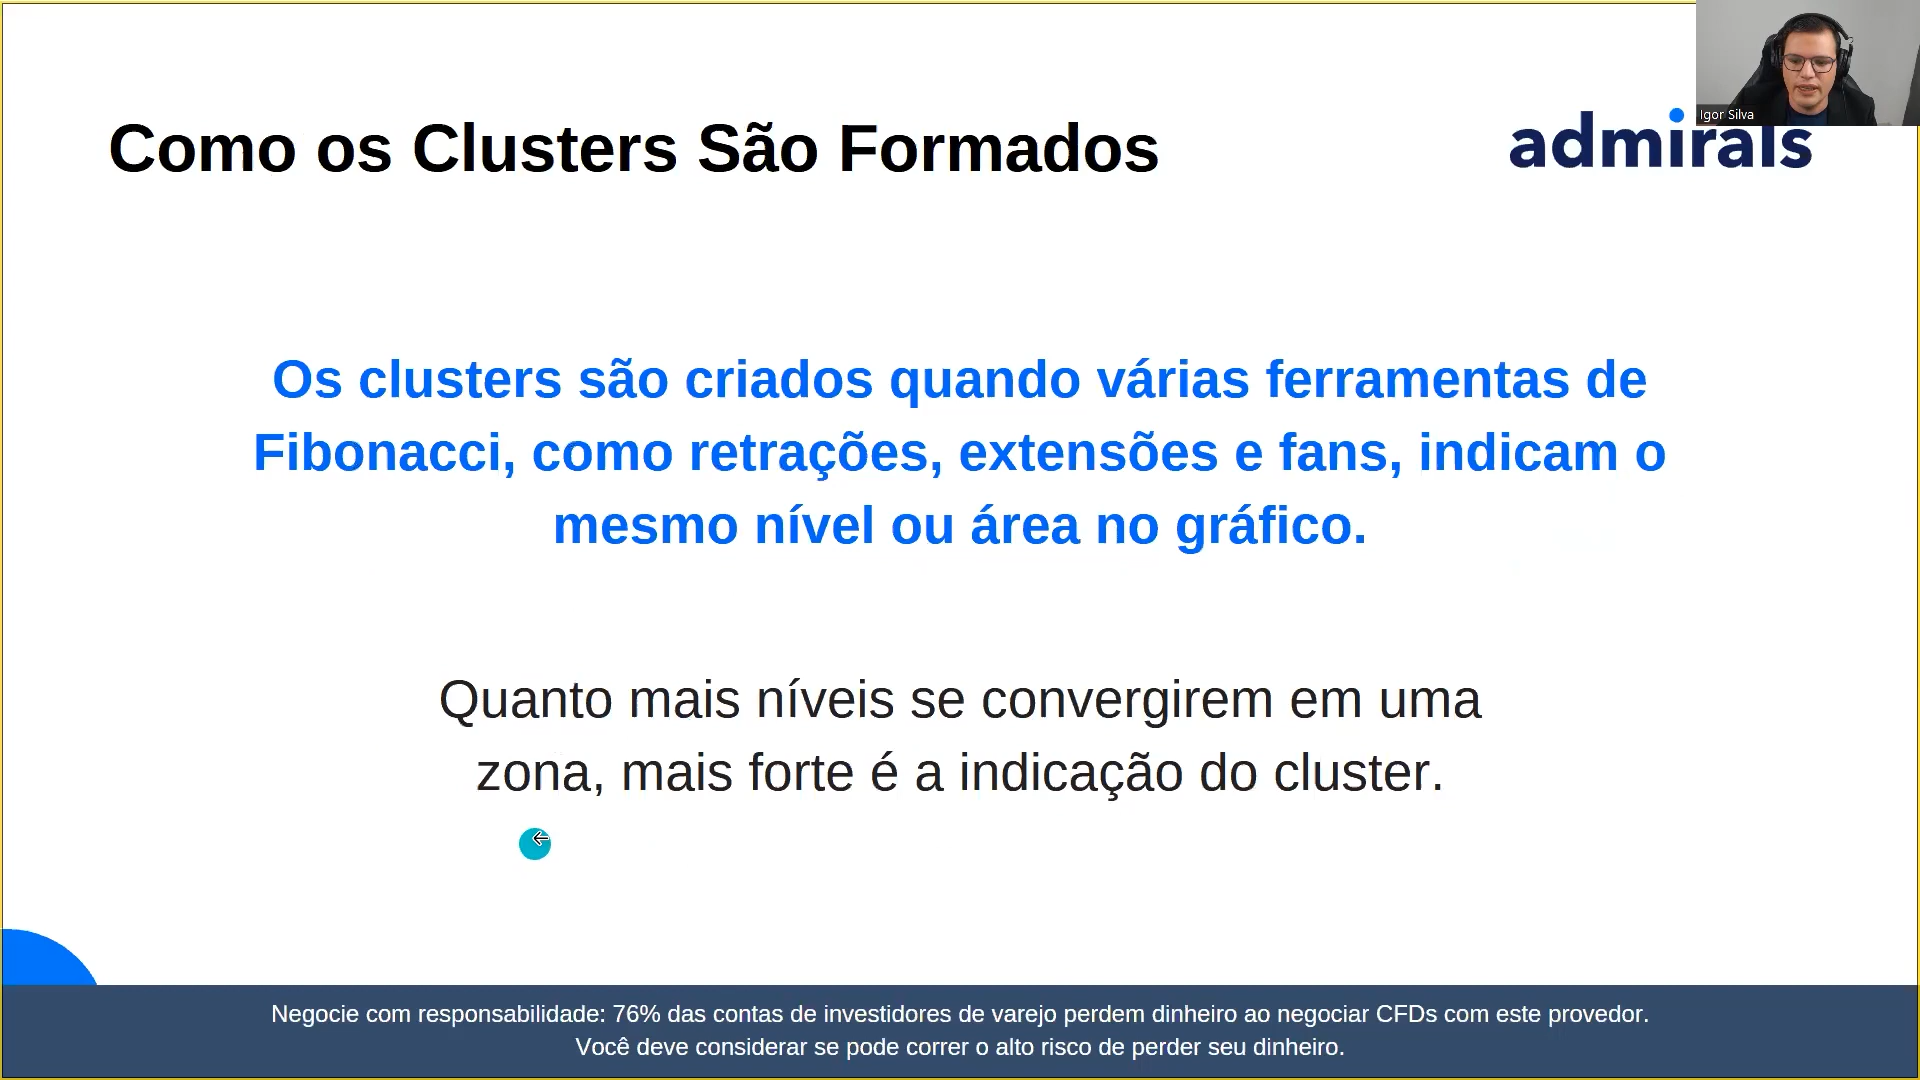 Igor Silva
Como os Clusters São Formados
admirals
Os clusters são criados quando várias ferramentas de
Fibonacci, como retrações, extensões e fans, indicam o
mesmo nível ou área no gráfico.
Quanto mais níveis se convergirem em uma
zona, mais forte é a indicação do cluster.
Negocie com responsabilidade: 76% das contas de investidores de varejo perdem dinheiro ao negociar CFDs com este provedor.
Você deve considerar se pode correr o alto risco de perder seu dinheiro.